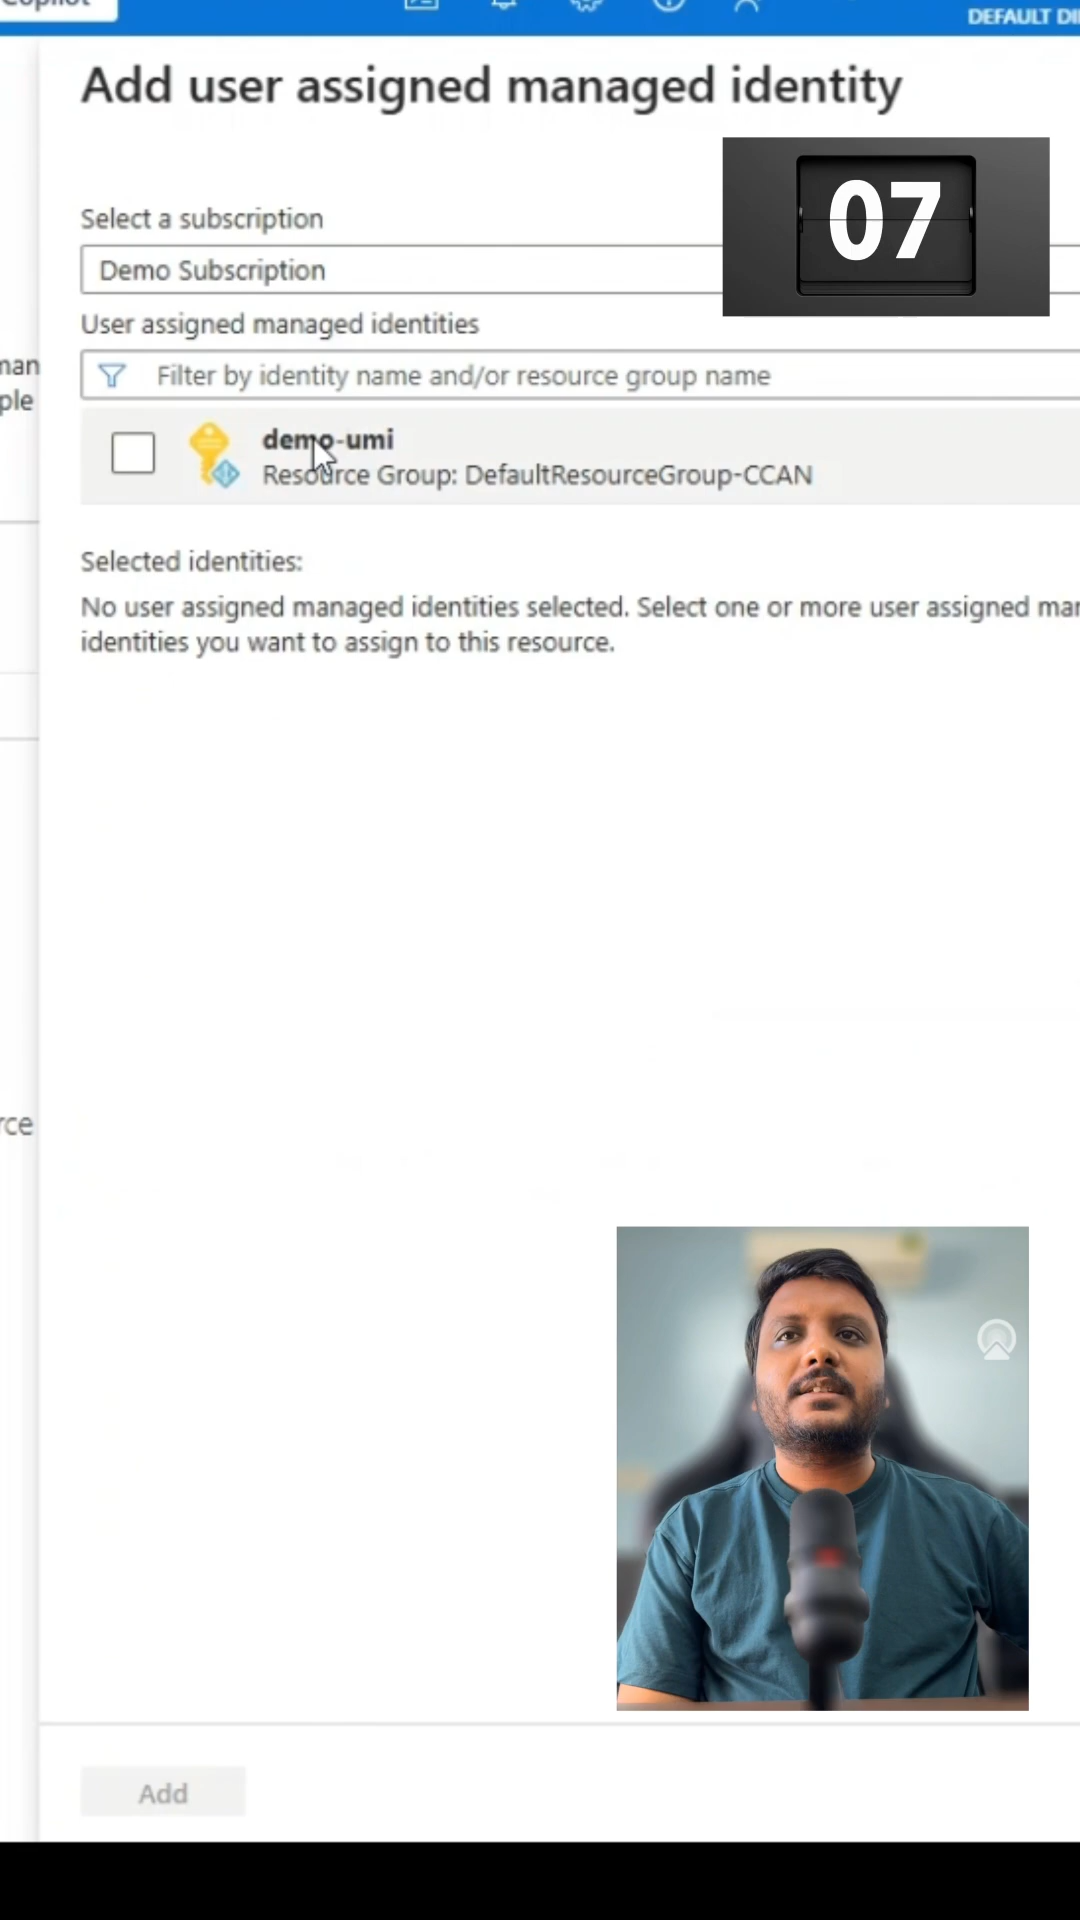 Copilot
DEFAULT DI
Add user assigned managed identity
07
Select a subscription
Demo Subscription
User assigned managed identities
Filter by identity name and/or resource group name
man
ple
demo-umi
Resource Group: DefaultResourceGroup-CCAN
Selected identities:
No user assigned managed identities selected. Select one or more user assigned mar
identities you want to assign to this resource.
rce
Add